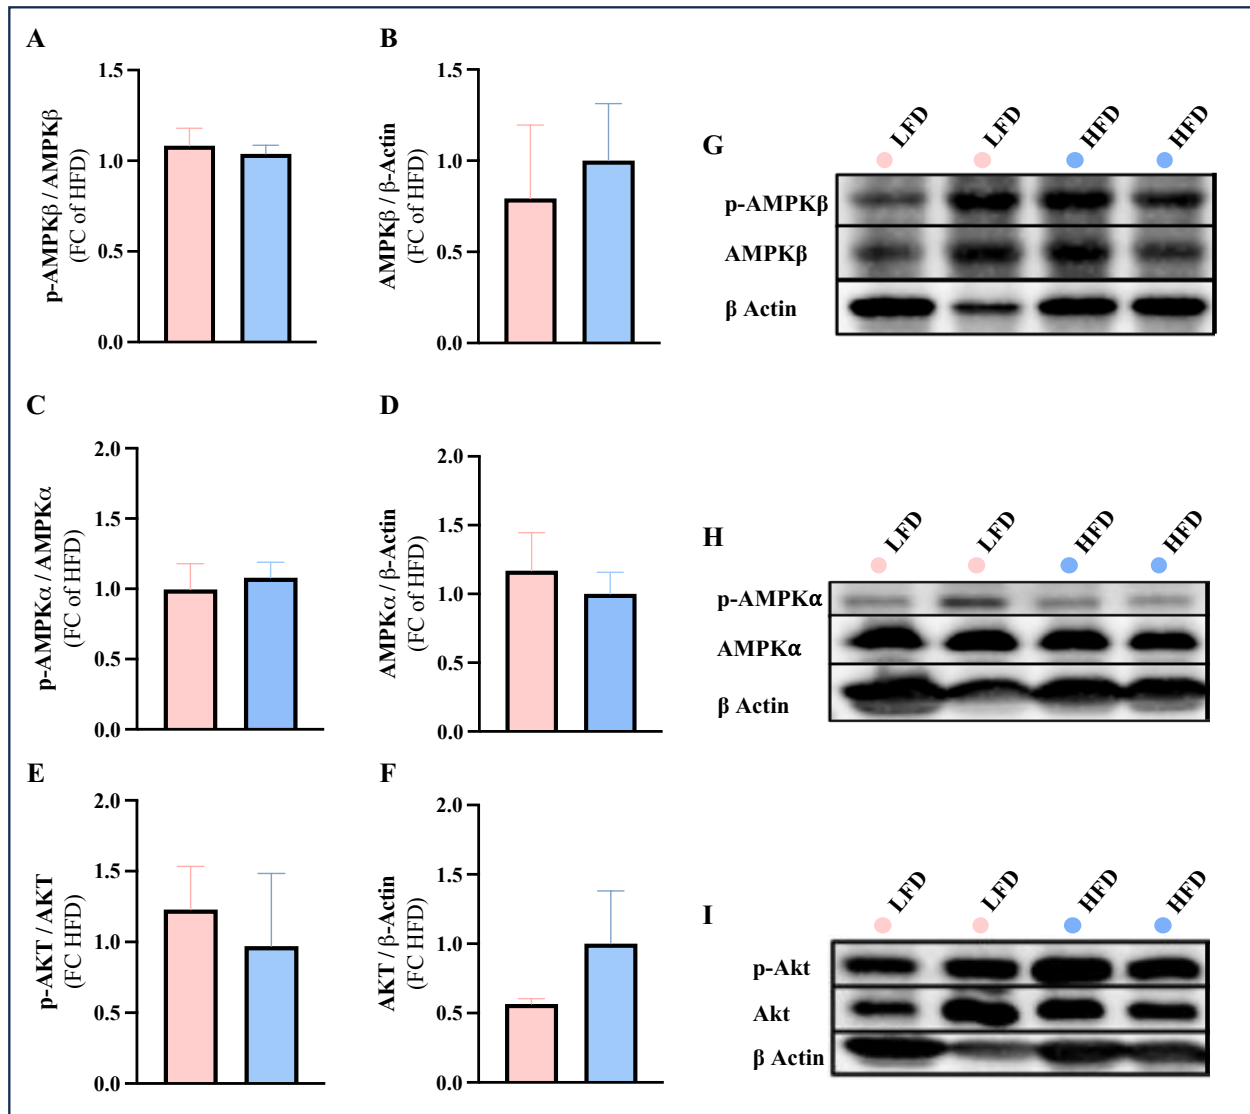 A
p-AMPKβ / AMPKβ
(FC of HFD)
1.5
1.0
0.5
0.0
B
AMPKβ / β-Actin
(FC of HFD)
1.5
1.0
0.5
0.0
G
LFD
LFD
HFD
HFD
p-AMPKβ
AMPKβ
β Actin
C
p-AMPKα / AMPKα
(FC of HFD)
2.0
1.5
1.0
0.5
0.0
D
AMPKα / β-Actin
(FC of HFD)
2.0
1.5
1.0
0.5
0.0
H
LFD
LFD
HFD
HFD
p-AMPKα
AMPKα
β Actin
E
p-AKT / AKT
(FC HFD)
2.0
1.5
1.0
0.5
0.0
F
AKT / β-Actin
(FC HFD)
2.0
1.5
1.0
0.5
0.0
I
LFD
LFD
HFD
HFD
p-Akt
Akt
β Actin